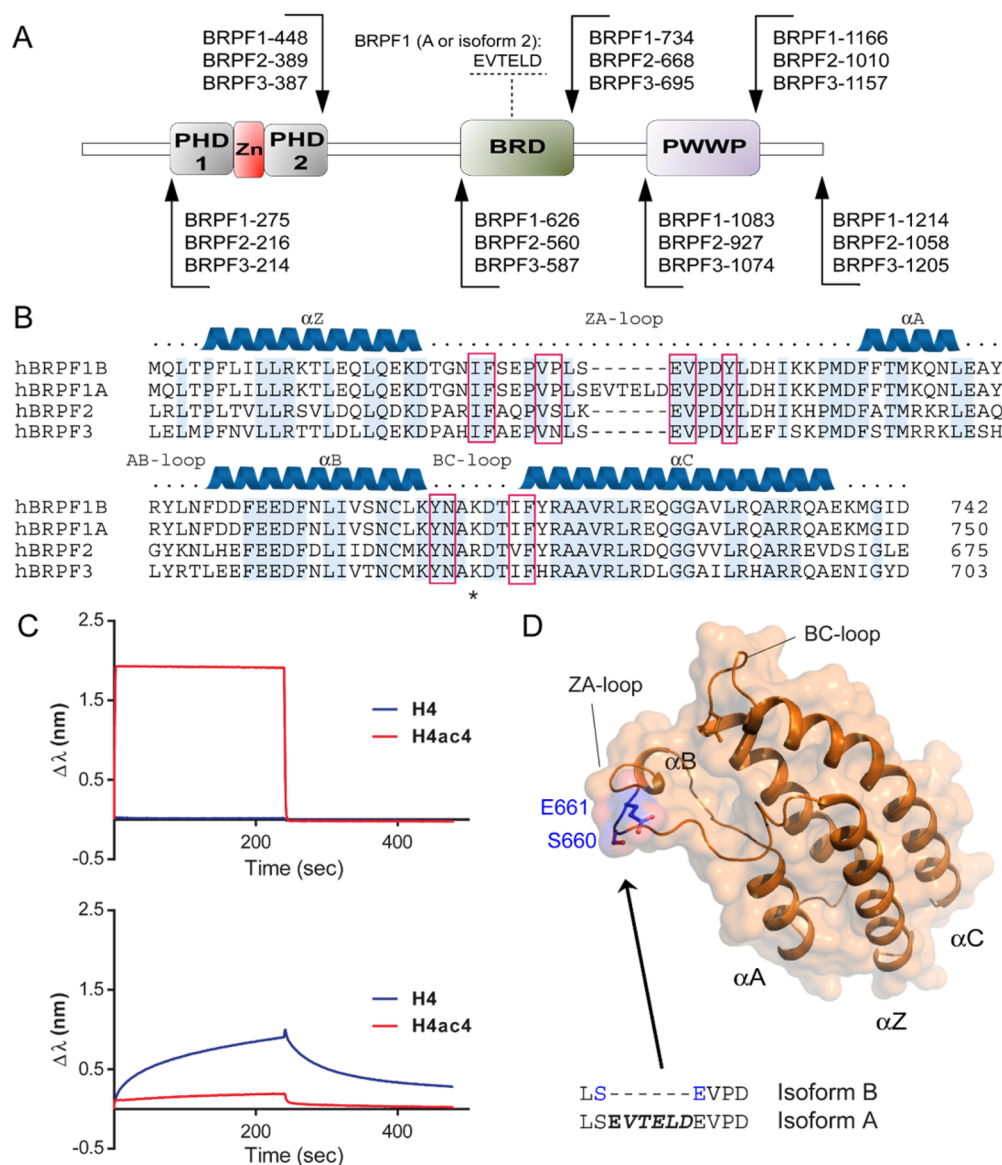 A
BRPF1-448
BRPF2-389
BRPF3-387
BRPF1 (A or isoform 2):
EVTELD
BRPF1-734
BRPF2-668
BRPF3-695
BRPF1-1166
BRPF2-1010
BRPF3-1157
PHD 1
Zn
PHD 2
BRD
PWWP
BRPF1-275
BRPF2-216
BRPF3-214
BRPF1-626
BRPF2-560
BRPF3-587
BRPF1-1083
BRPF2-927
BRPF3-1074
BRPF1-1214
BRPF2-1058
BRPF3-1205
B
αZ ZA-loop αA
hBRPF1B MQLTPFLILLRKTLEQLQEKDTGNIFSEPVPLS------EVPDYLDHIKKPMDFFTMKQNLEAY
hBRPF1A MQLTPFLILLRKTLEQLQEKDTGNIFSEPVPLSEVTELDEVPDYLDHIKKPMDFFTMKQNLEAY
hBRPF2 LRLTPLTVLLRSVLDQLQDKDPARIFAQPVSLK------EVPDYLDHIKHPMDFATMRKRLEAQ
hBRPF3 LELMPFNVLLRTTLDLLQEKDPAHIFAEPVNLS------EVPDYLEFISKPMDFSTMRRKLESH
AB-loop αB BC-loop αC
hBRPF1B RYLNFDDFEEDFNLIVSNCLKYNAKDTIFYRAAVRLREQGGAVLRQARRQAEKMGID 742
hBRPF1A RYLNFDDFEEDFNLIVSNCLKYNAKDTIFYRAAVRLREQGGAVLRQARRQAEKMGID 750
hBRPF2 GYKNLHEFEEDFDLIIDNCMKYNARDTVFYRAAVRLRDQGGVVLRQARREVDSIGLE 675
hBRPF3 LYRTLEEFEEDFNLIVTNCMKYNAKDTIFHRAAVRLRDLGGAILRHARRQAENIGYD 703
*
C
2.5
1.5
0.5
-0.5
Δλ (nm)
H4
H4ac4
200
400
Time (sec)
2.5
1.5
0.5
-0.5
Δλ (nm)
H4
H4ac4
200
400
Time (sec)
D
BC-loop
ZA-loop
αB
E661
S660
αC
αA
αZ
LS------EVPD Isoform B
LSEVTELDEVPD Isoform A